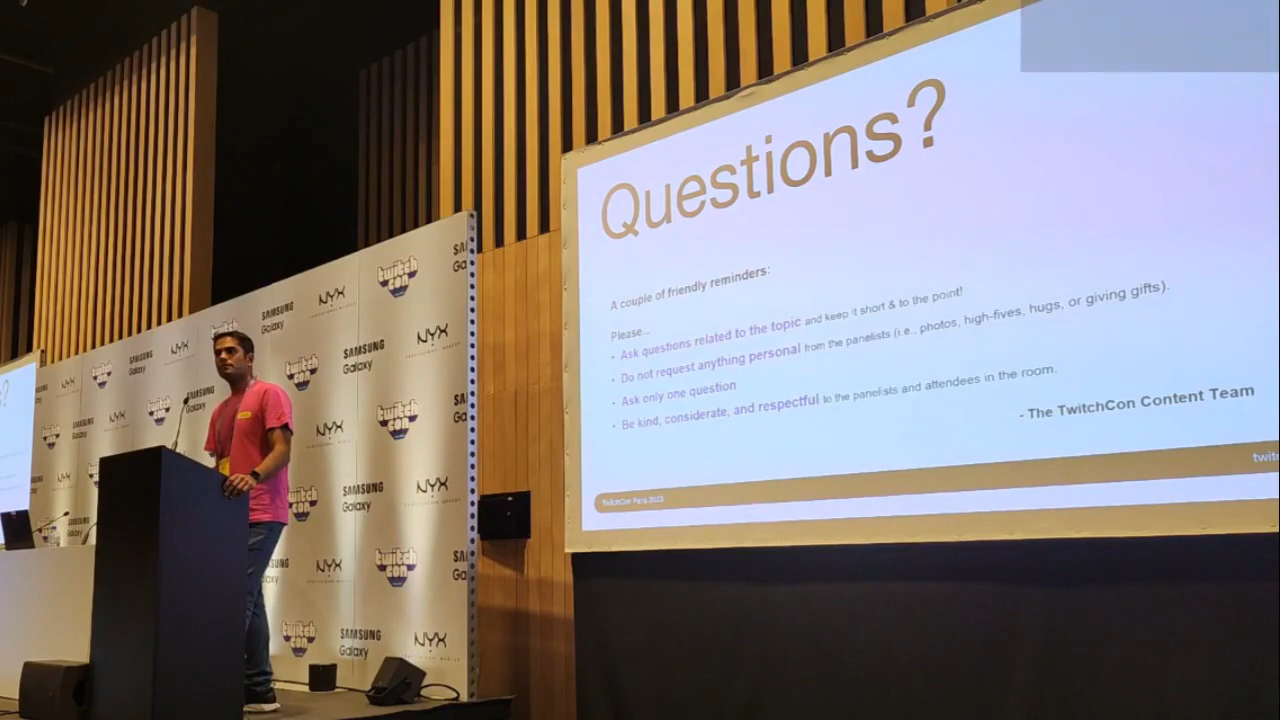 Questions?
A couple of friendly reminders:
Please...
• Ask questions related to the topic and keep it short & to the point!
• Do not request anything personal from the panelists (i.e., photos, high-fives, hugs, or giving gifts).
• Ask only one question
• Be kind, considerate, and respectful to the panelists and attendees in the room.
- The TwitchCon Content Team
TwitchCon Paris 2023
twitc
twitch con
SAMSUNG Galaxy
NYX
PROFESSIONAL MAKEUP